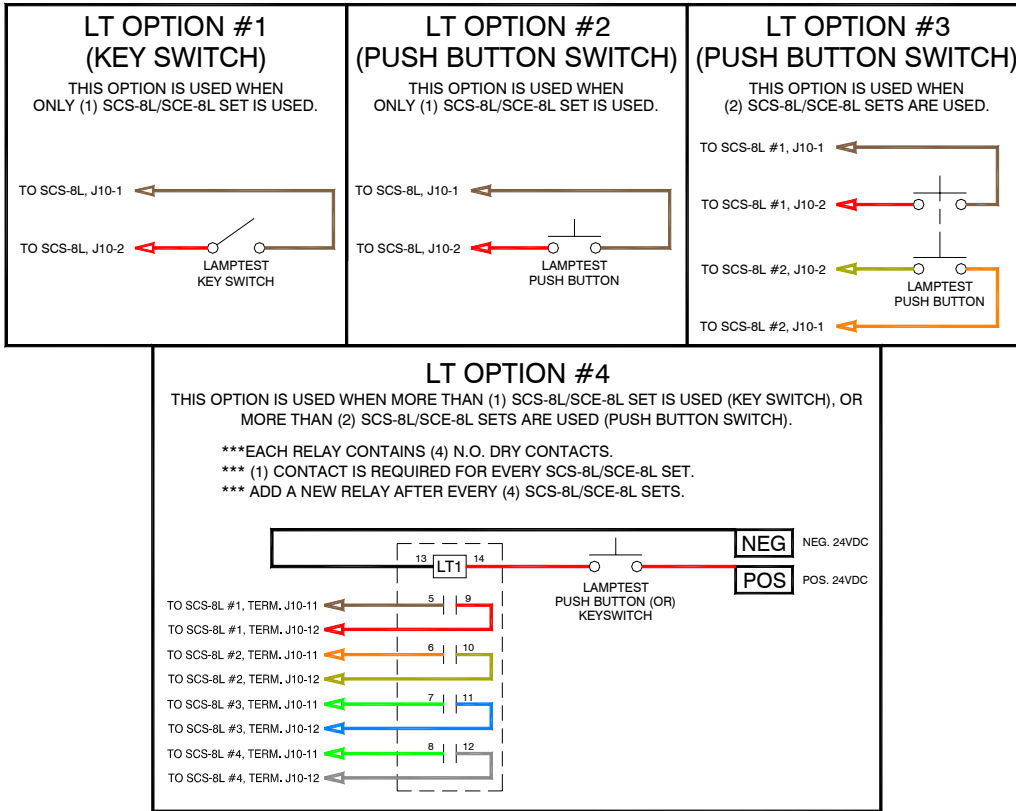 LT OPTION #1
(KEY SWITCH)
THIS OPTION IS USED WHEN
ONLY (1) SCS-8L/SCE-8L SET IS USED.
TO SCS-8L, J10-1
TO SCS-8L, J10-2
LAMPTEST
KEY SWITCH
LT OPTION #2
(PUSH BUTTON SWITCH)
THIS OPTION IS USED WHEN
ONLY (1) SCS-8L/SCE-8L SET IS USED.
TO SCS-8L, J10-1
TO SCS-8L, J10-2
LAMPTEST
PUSH BUTTON
LT OPTION #3
(PUSH BUTTON SWITCH)
THIS OPTION IS USED WHEN
(2) SCS-8L/SCE-8L SETS ARE USED.
TO SCS-8L #1, J10-1
TO SCS-8L #1, J10-2
TO SCS-8L #2, J10-2
LAMPTEST
PUSH BUTTON
TO SCS-8L #2, J10-1
LT OPTION #4
THIS OPTION IS USED WHEN MORE THAN (1) SCS-8L/SCE-8L SET IS USED (KEY SWITCH), OR
MORE THAN (2) SCS-8L/SCE-8L SETS ARE USED (PUSH BUTTON SWITCH).
***EACH RELAY CONTAINS (4) N.O. DRY CONTACTS.
*** (1) CONTACT IS REQUIRED FOR EVERY SCS-8L/SCE-8L SET.
*** ADD A NEW RELAY AFTER EVERY (4) SCS-8L/SCE-8L SETS.
NEG NEG. 24VDC
13 LT1 14
POS POS. 24VDC
LAMPTEST
PUSH BUTTON (OR)
KEYSWITCH
TO SCS-8L #1, TERM. J10-11 5 9
TO SCS-8L #1, TERM. J10-12
TO SCS-8L #2, TERM. J10-11 6 10
TO SCS-8L #2, TERM. J10-12
TO SCS-8L #3, TERM. J10-11 7 11
TO SCS-8L #3, TERM. J10-12
TO SCS-8L #4, TERM. J10-11 8 12
TO SCS-8L #4, TERM. J10-12